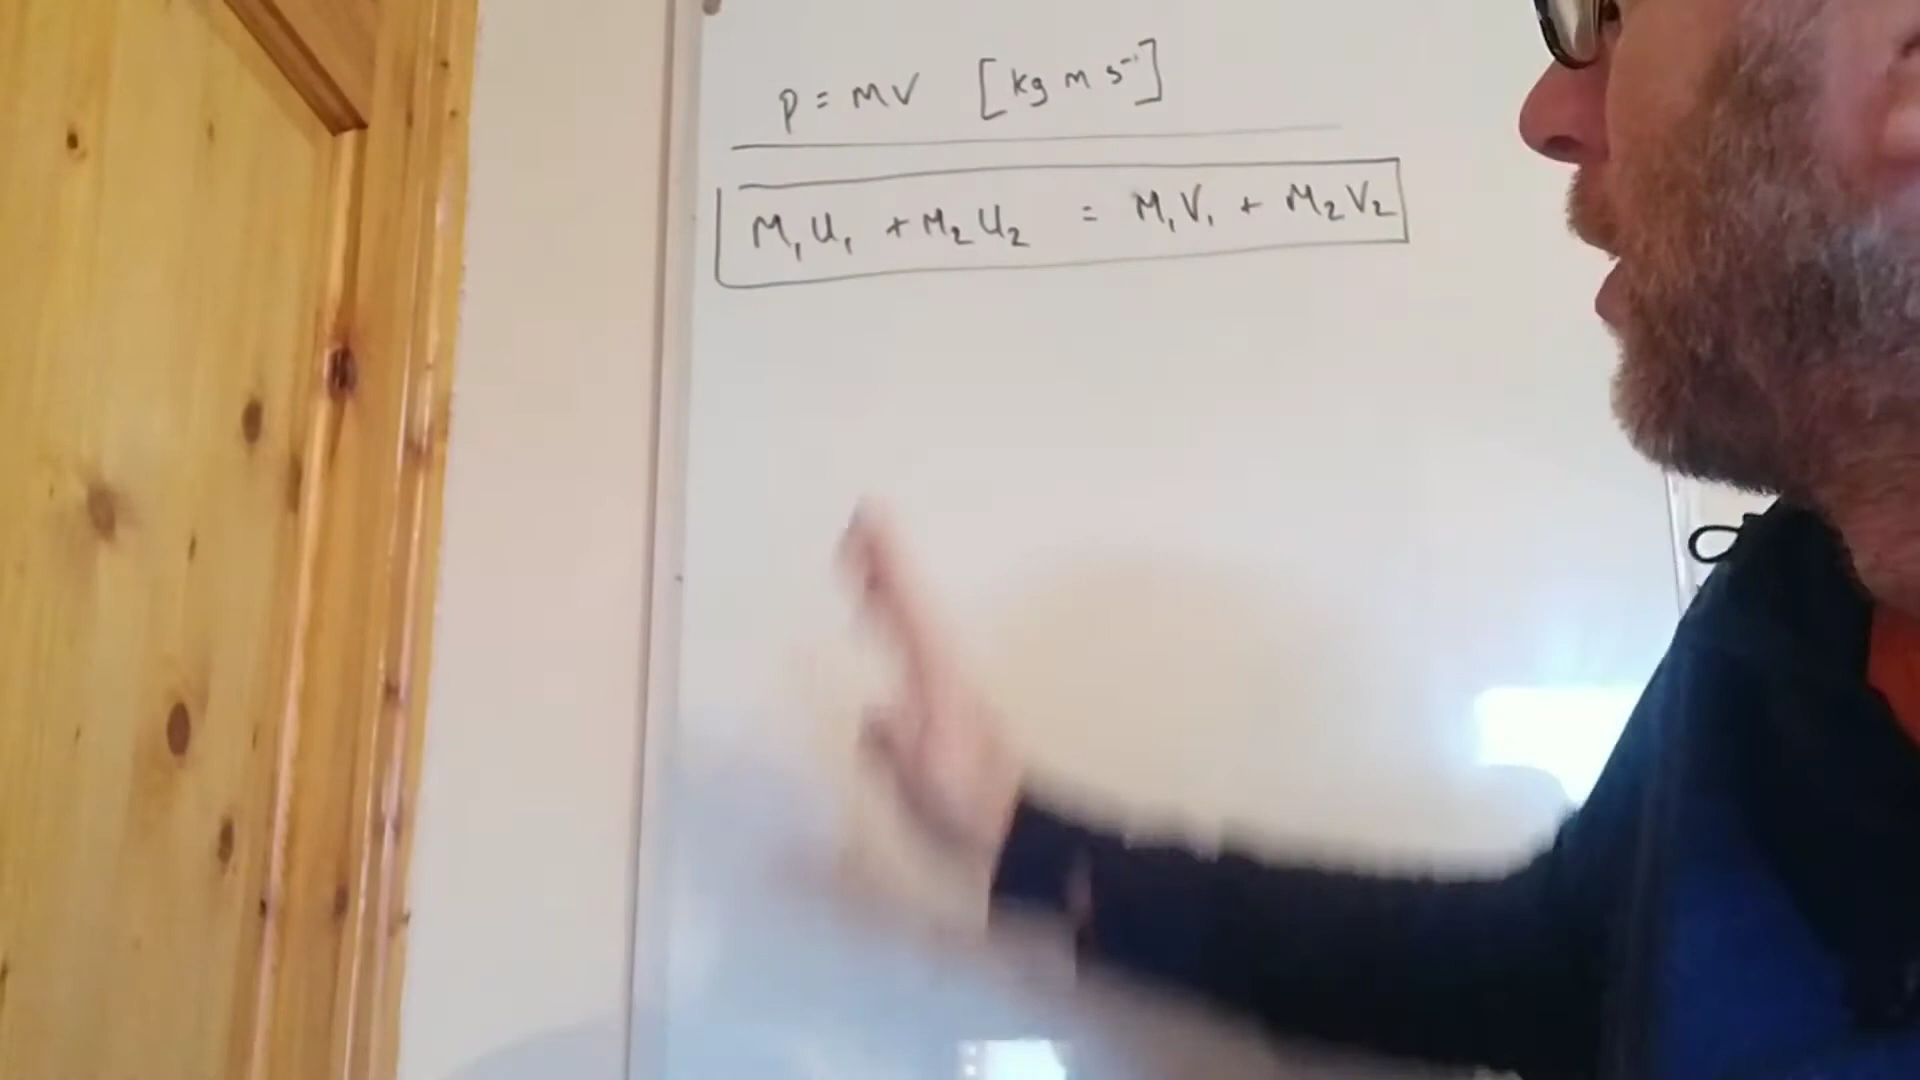 p = mv [kg m s⁻¹]
M₁U₁ + M₂U₂ = M₁V₁ + M₂V₂